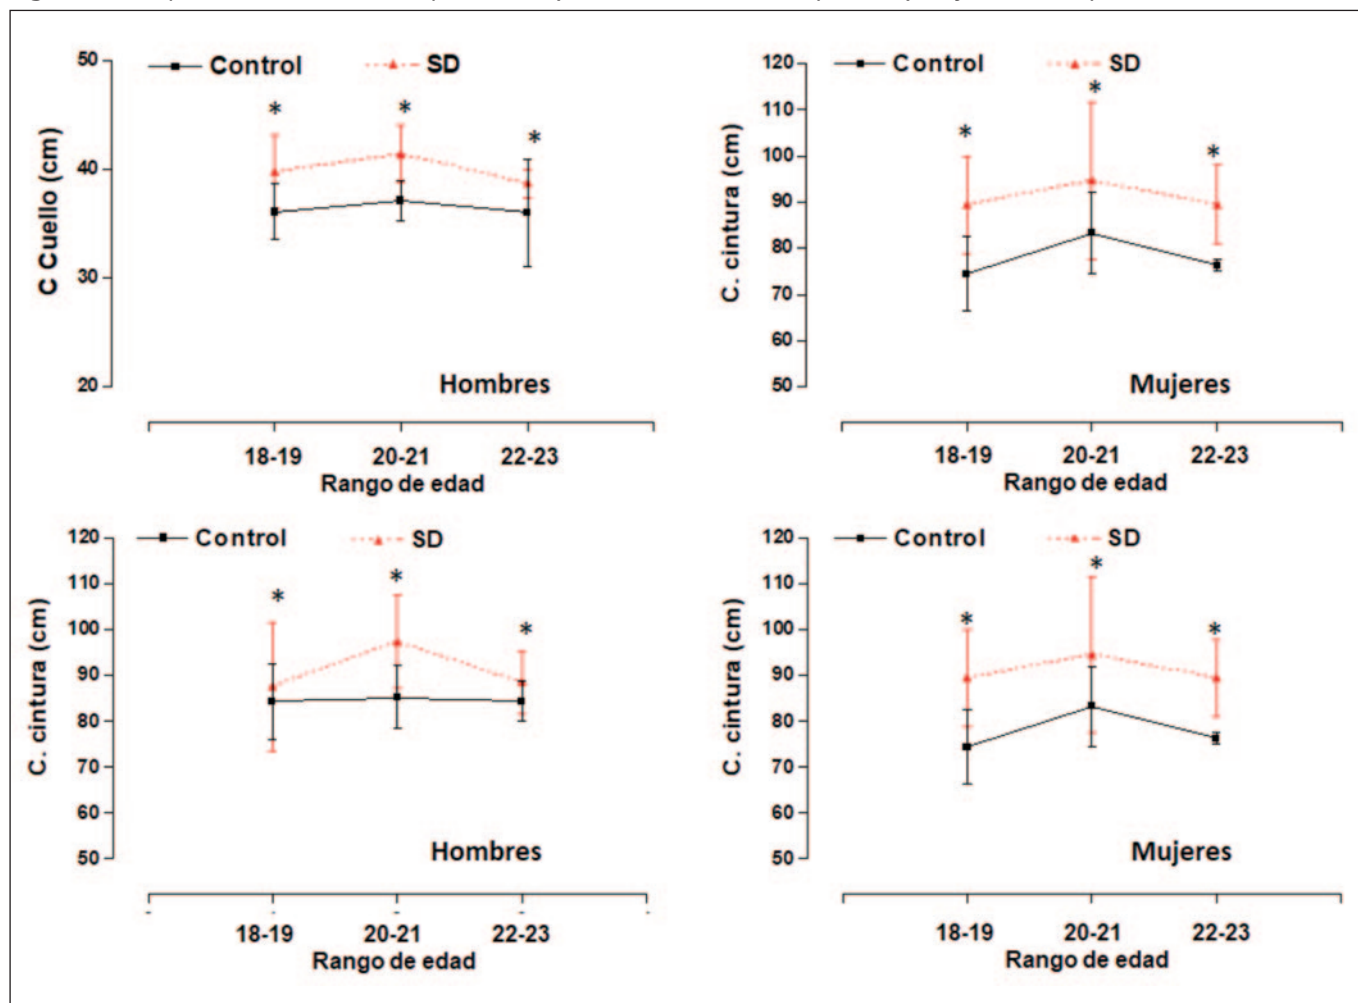 Control SD
50
40
30
20
C Cuello (cm)
* * *
Hombres
18-19 20-21 22-23
Rango de edad
Control SD
120
110
100
90
80
70
60
50
C. cintura (cm)
* * *
Mujeres
18-19 20-21 22-23
Rango de edad
Control SD
120
110
100
90
80
70
60
50
C. cintura (cm)
* * *
Hombres
18-19 20-21 22-23
Rango de edad
Control SD
120
110
100
90
80
70
60
50
C. cintura (cm)
* * *
Mujeres
18-19 20-21 22-23
Rango de edad